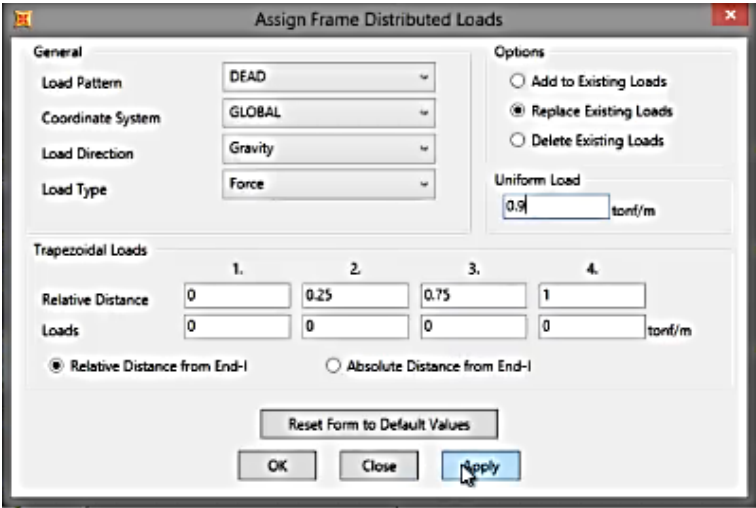 Assign Frame Distributed Loads
General
Load Pattern DEAD
Coordinate System GLOBAL
Load Direction Gravity
Load Type Force
Options
Add to Existing Loads
Replace Existing Loads
Delete Existing Loads
Uniform Load
0.9 tonf/m
Trapezoidal Loads
1. 2. 3. 4.
Relative Distance 0 0.25 0.75 1
Loads 0 0 0 0 tonf/m
Relative Distance from End-I Absolute Distance from End-I
Reset Form to Default Values
OK Close Apply